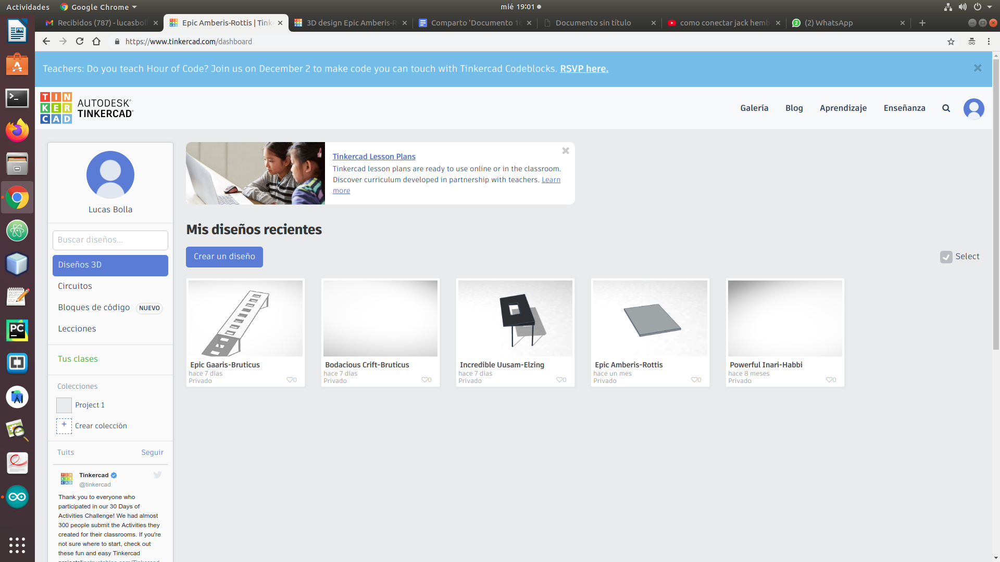 Actividades
Google Chrome
mié 19:01
Recibidos (787) - lucasboll
Epic Amberis-Rottis | Tink
3D design Epic Amberis-R
Comparto 'Documento 1
Documento sin título
como conectar jack hemb
(2) WhatsApp
https://www.tinkercad.com/dashboard
Teachers: Do you teach Hour of Code? Join us on December 2 to make code you can touch with Tinkercad Codeblocks. RSVP here.
TIN
KER
CAD
AUTODESK®
TINKERCAD®
Galería
Blog
Aprendizaje
Enseñanza
Lucas Bolla
Buscar diseños...
Diseños 3D
Circuitos
Bloques de código NUEVO
Lecciones
Tus clases
Colecciones
Project 1
+ Crear colección
Tuits Seguir
Tinkercad
@tinkercad
Thank you to everyone who
participated in our 30 Days of
Activities Challenge! We had almost
300 people submit the Activities they
created for their classrooms. If you're
not sure where to start, check out
these fun and easy Tinkercad
Tinkercad Lesson Plans
Tinkercad lesson plans are ready to use online or in the classroom.
Discover curriculum developed in partnership with teachers. Learn
more
Mis diseños recientes
Crear un diseño
Select
Epic Gaaris-Bruticus
hace 7 días
Privado 0
Bodacious Crift-Bruticus
hace 7 días
Privado 0
Incredible Uusam-Elzing
hace 7 días
Privado 0
Epic Amberis-Rottis
hace un mes
Privado 0
Powerful Inari-Habbi
hace 8 meses
Privado 0
PC